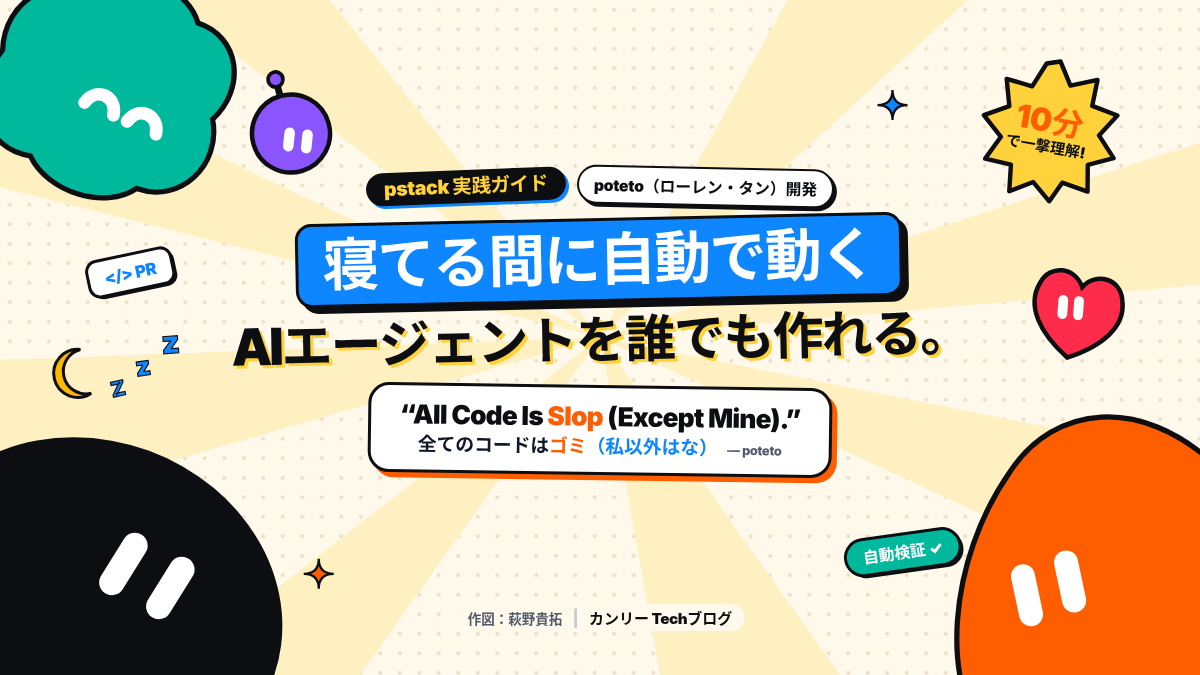 10分
で一撃理解!
pstack 実践ガイド
poteto（ローレン・タン）開発
寝てる間に自動で動く
</> PR
AIエージェントを誰でも作れる。
z
z
z
“All Code Is Slop (Except Mine).”
全てのコードはゴミ（私以外はな） — poteto
自動検証 ✓
作図：萩野貴拓 | カンリー Techブログ